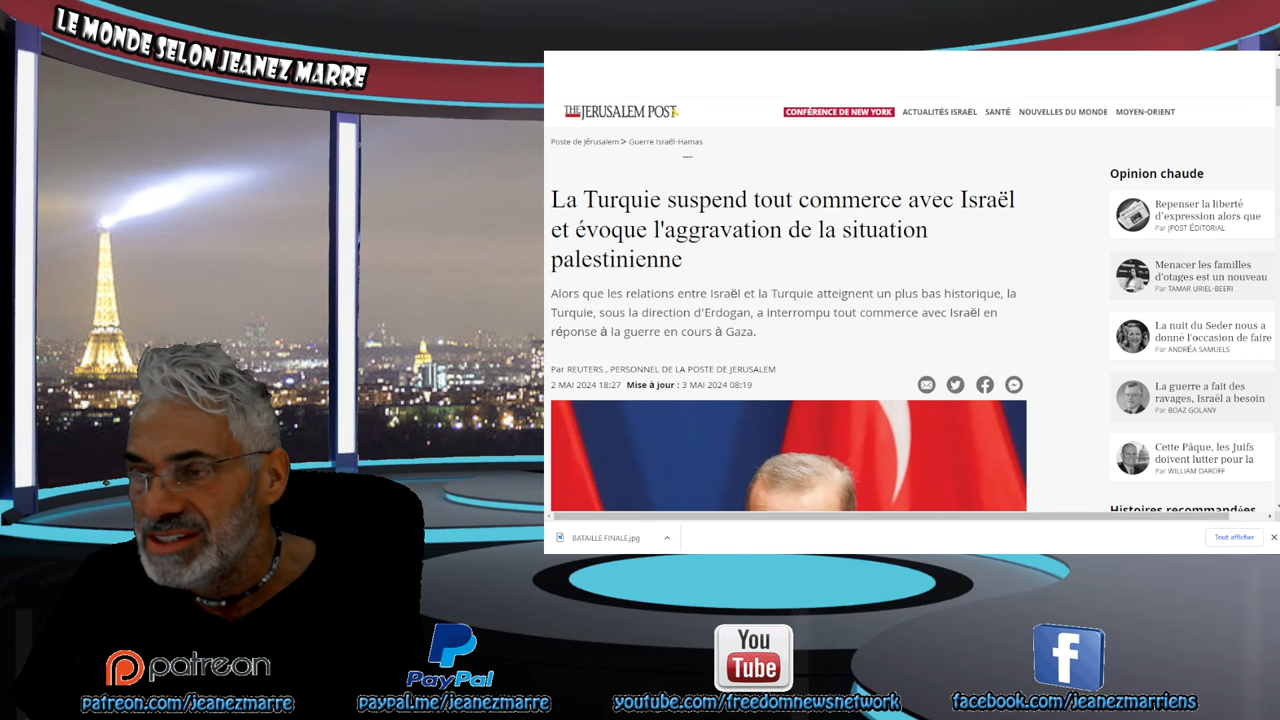 LE MONDE SELON JEANEZ MARRE
THE JERUSALEM POST
CONFÉRENCE DE NEW YORK
ACTUALITÉS ISRAËL
SANTÉ
NOUVELLES DU MONDE
MOYEN-ORIENT
Poste de Jérusalem > Guerre Israël-Hamas
La Turquie suspend tout commerce avec Israël
et évoque l'aggravation de la situation
palestinienne
Alors que les relations entre Israël et la Turquie atteignent un plus bas historique, la
Turquie, sous la direction d'Erdogan, a interrompu tout commerce avec Israël en
réponse à la guerre en cours à Gaza.
Par REUTERS , PERSONNEL DE LA POSTE DE JERUSALEM
2 MAI 2024 18:27 Mise à jour : 3 MAI 2024 08:19
Opinion chaude
Repenser la liberté
d'expression alors que
Par JPOST ÉDITORIAL
Menacer les familles
d'otages est un nouveau
Par TAMAR URIEL-BEERI
La nuit du Seder nous a
donné l'occasion de faire
Par ANDRÉA SAMUELS
La guerre a fait des
ravages, Israël a besoin
Par BOAZ GOLANY
Cette Pâque, les Juifs
doivent lutter pour la
Par WILLIAM DAROFF
Histoires recommandées
BATAILLE FINALE.jpg
Tout afficher
patreon
patreon.com/jeanezmarre
PayPal
paypal.me/jeanezmarre
You
Tube
youtube.com/freedomnewsnetwork
f
facebook.com/jeanezmarriens